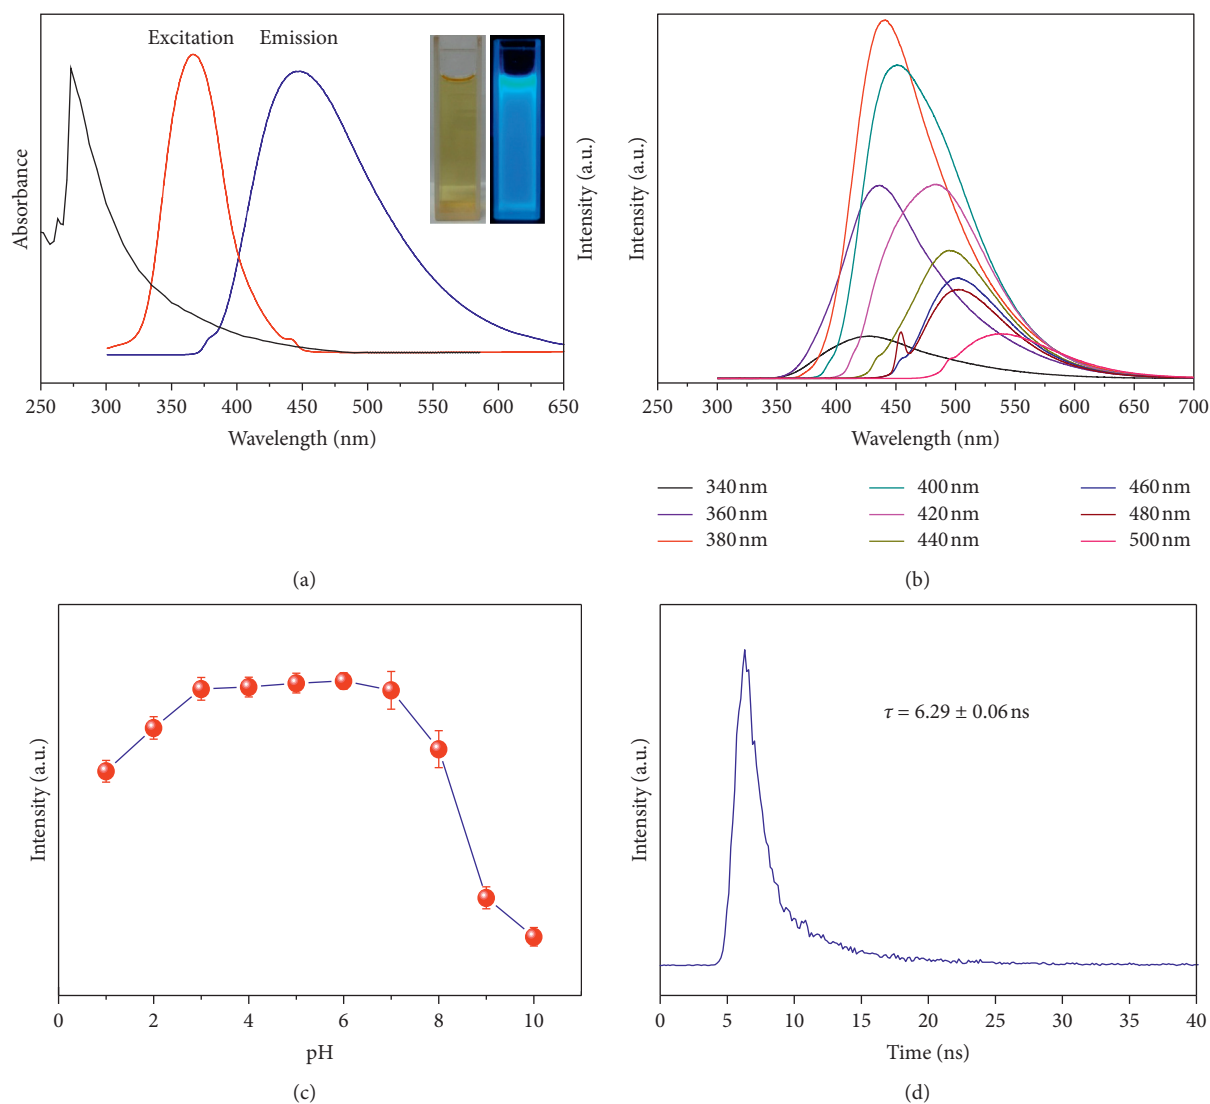 Excitation Emission
Absorbance
Intensity (a.u.)
250 300 350 400 450 500 550 600 650
Wavelength (nm)
(a)
Intensity (a.u.)
250 300 350 400 450 500 550 600 650 700
Wavelength (nm)
340 nm 400 nm 460 nm
360 nm 420 nm 480 nm
380 nm 440 nm 500 nm
(b)
Intensity (a.u.)
0 2 4 6 8 10
pH
(c)
τ = 6.29 ± 0.06 ns
Intensity (a.u.)
0 5 10 15 20 25 30 35 40
Time (ns)
(d)